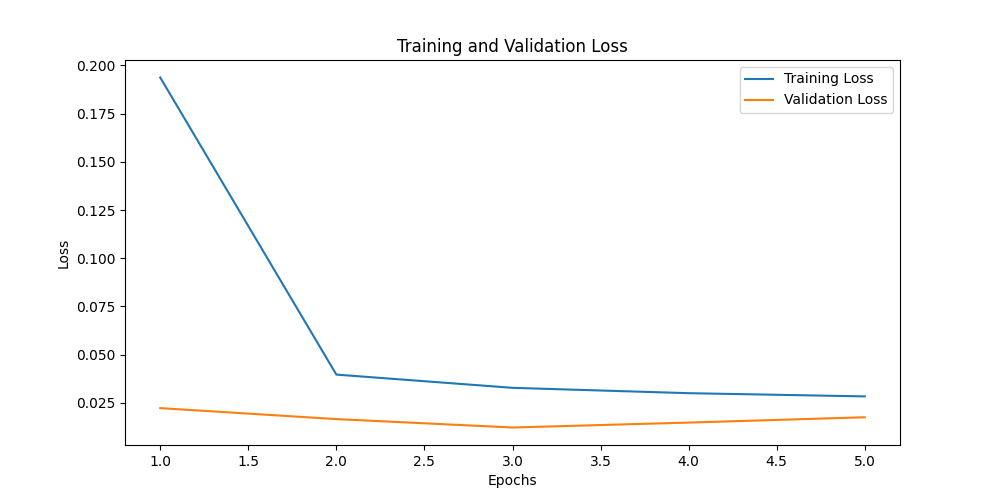 Training and Validation Loss
Training Loss
Validation Loss
0.200
0.175
0.150
0.125
0.100
0.075
0.050
0.025
Loss
1.0 1.5 2.0 2.5 3.0 3.5 4.0 4.5 5.0
Epochs